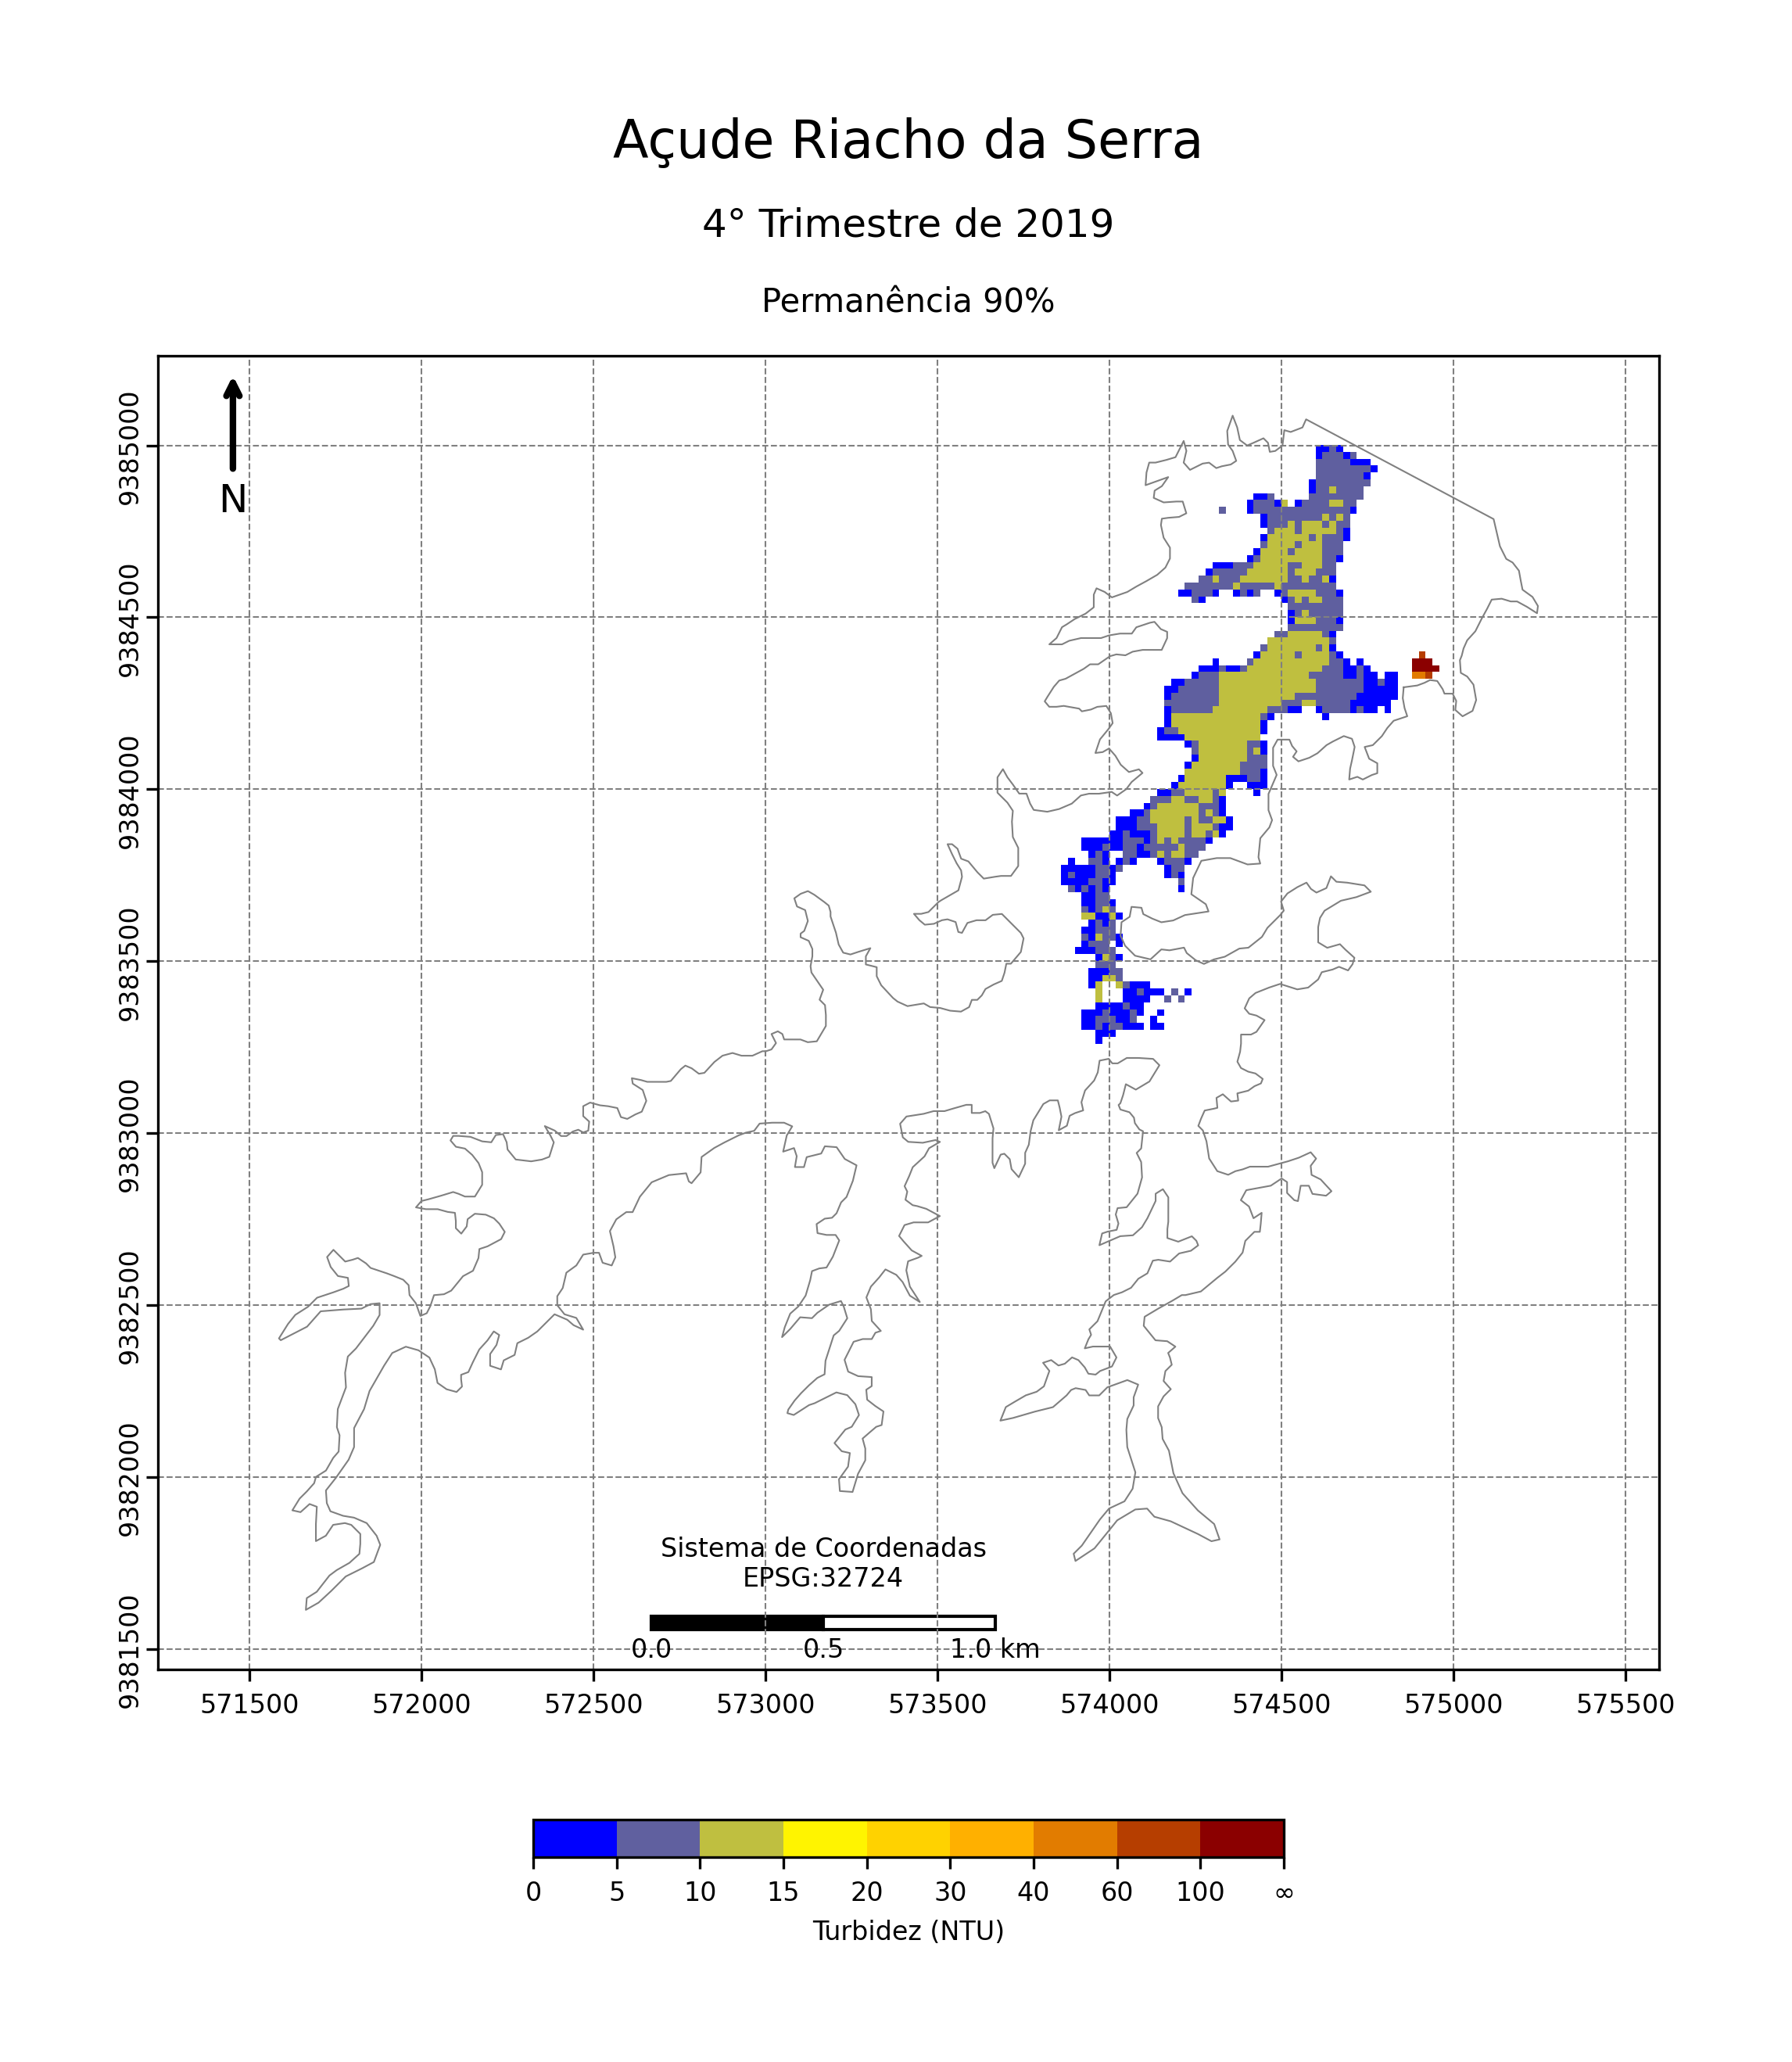 Açude Riacho da Serra
4° Trimestre de 2019
Permanência 90%
N
9385000
9384500
9384000
9383500
9383000
9382500
9382000
9381500
Sistema de Coordenadas
EPSG:32724
0.0 0.5 1.0 km
571500 572000 572500 573000 573500 574000 574500 575000 575500
0 5 10 15 20 30 40 60 100 ∞
Turbidez (NTU)